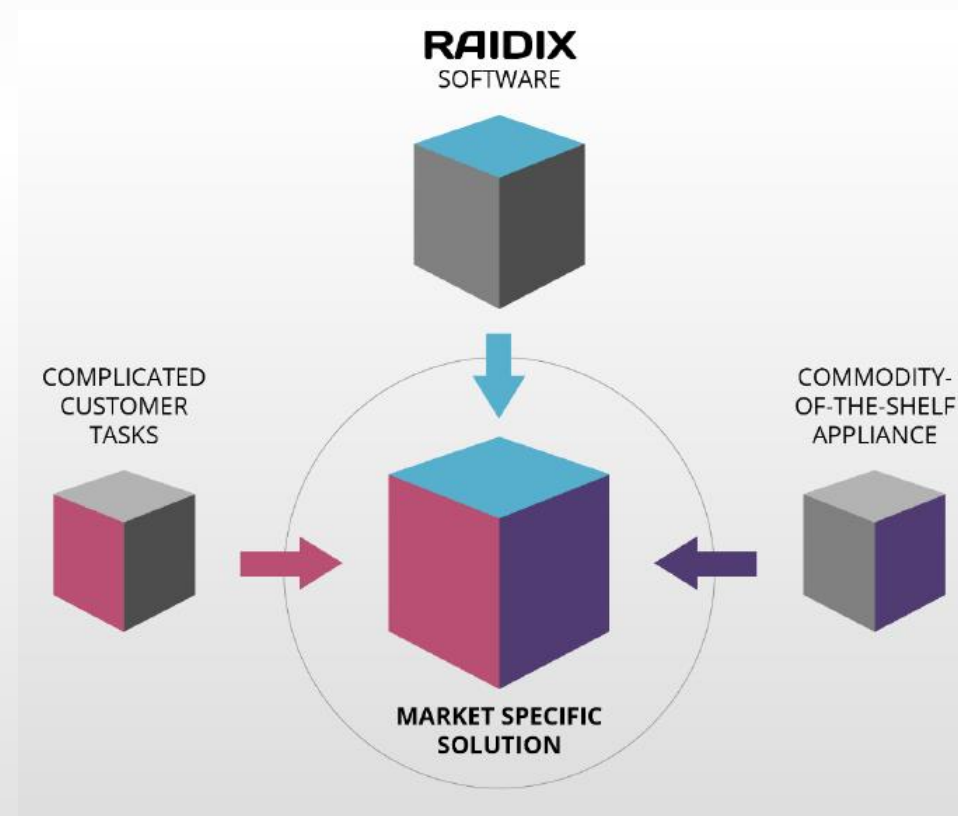 RAIDIX
SOFTWARE
COMPLICATED
CUSTOMER
TASKS
COMMODITY-
OF-THE-SHELF
APPLIANCE
MARKET SPECIFIC
SOLUTION